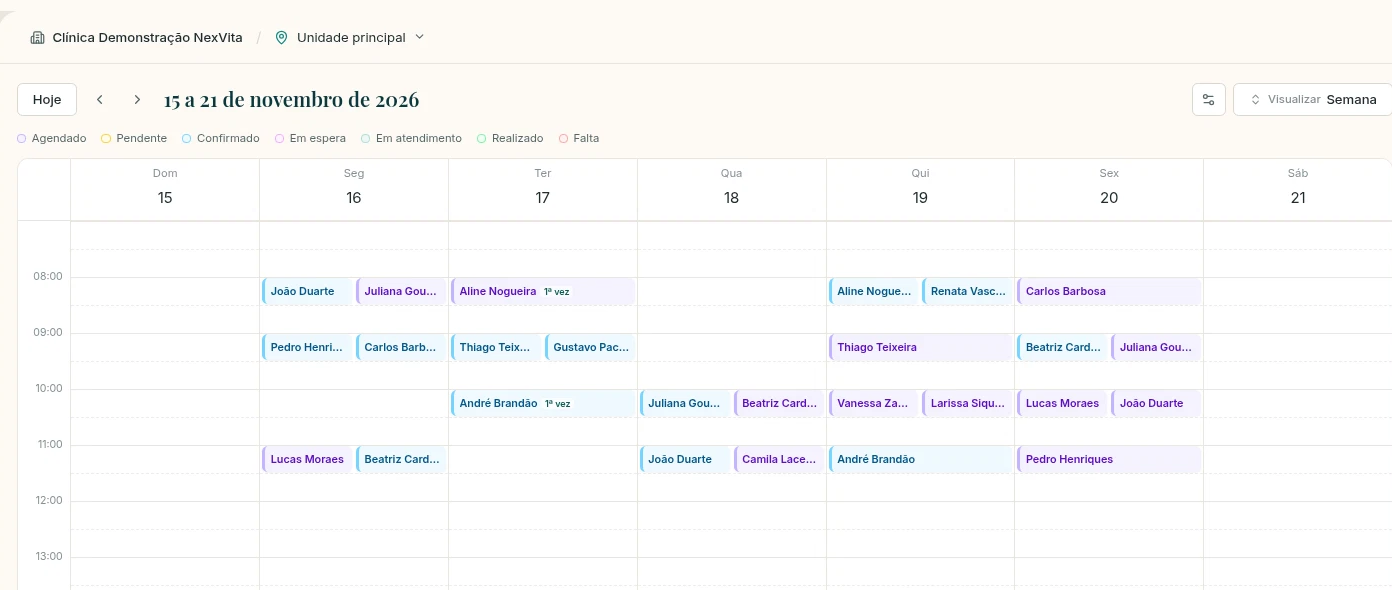 Clínica Demonstração NexVita / Unidade principal
Hoje 15 a 21 de novembro de 2026 Visualizar Semana
Agendado Pendente Confirmado Em espera Em atendimento Realizado Falta
Dom Seg Ter Qua Qui Sex Sáb
15 16 17 18 19 20 21
08:00 João Duarte Juliana Gou... Aline Nogueira 1ª vez Aline Nogue... Renata Vasc... Carlos Barbosa
09:00 Pedro Henri... Carlos Barb... Thiago Teix... Gustavo Pac... Thiago Teixeira Beatriz Card... Juliana Gou...
10:00 André Brandão 1ª vez Juliana Gou... Beatriz Card... Vanessa Za... Larissa Siqu... Lucas Moraes João Duarte
11:00 Lucas Moraes Beatriz Card... João Duarte Camila Lace... André Brandão Pedro Henriques
12:00
13:00